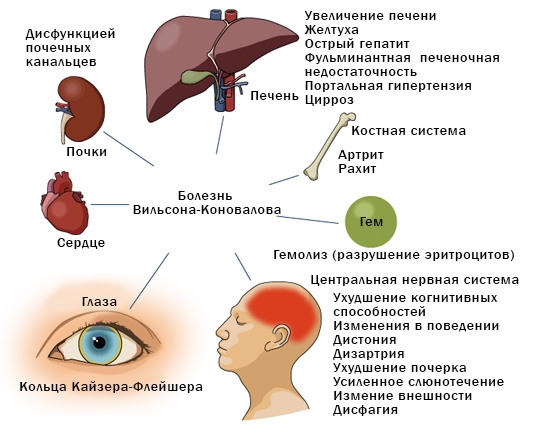 Дисфункцией
почечных
канальцев
Почки
Увеличение печени
Желтуха
Острый гепатит
Фульминантная печеночная
недостаточность
Портальная гипертензия
Цирроз
Печень
Костная система
Артрит
Рахит
Болезнь
Вильсона-Коновалова
Сердце
Гем
Гемолиз (разрушение эритроцитов)
Глаза
Кольца Кайзера-Флейшера
Центральная нервная система
Ухудшение когнитивных
способностей
Изменения в поведении
Дистония
Дизартрия
Ухудшение почерка
Усиленное слюнотечение
Измение внешности
Дисфагия